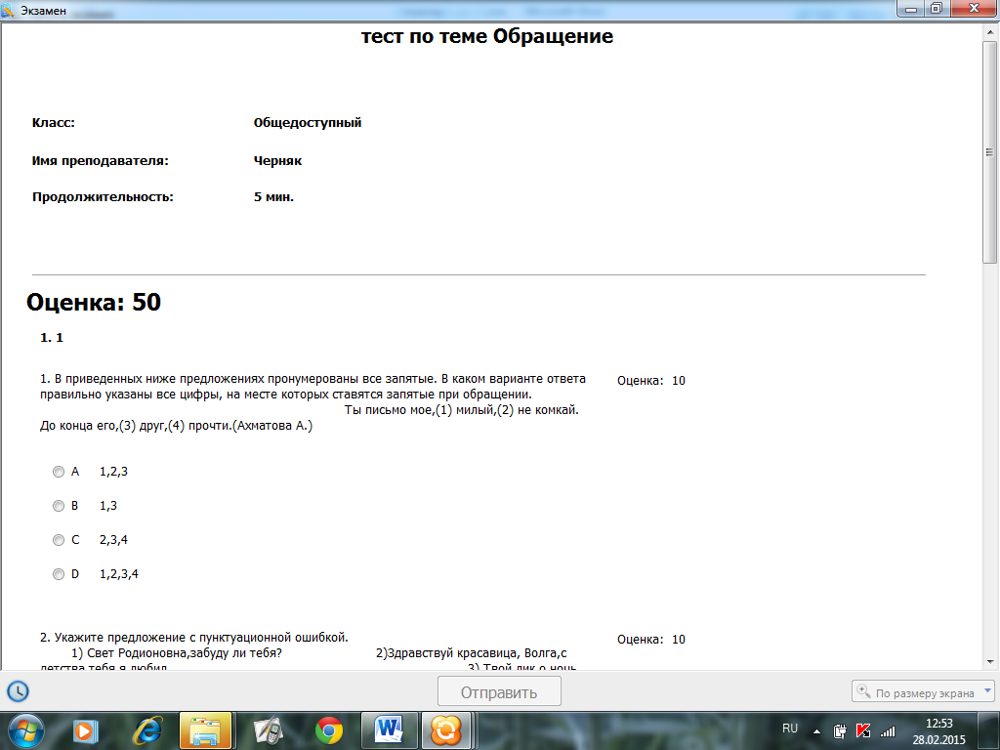 Экзамен
тест по теме Обращение
Класс: Общедоступный
Имя преподавателя: Черняк
Продолжительность: 5 мин.
Оценка: 50
1. 1
1. В приведенных ниже предложениях пронумерованы все запятые. В каком варианте ответа Оценка: 10
правильно указаны все цифры, на месте которых ставятся запятые при обращении.
Ты письмо мое,(1) милый,(2) не комкай.
До конца его,(3) друг,(4) прочти.(Ахматова А.)
A 1,2,3
B 1,3
C 2,3,4
D 1,2,3,4
2. Укажите предложение с пунктуационной ошибкой. Оценка: 10
1) Свет Родионовна,забуду ли тебя? 2)Здравствуй красавица, Волга,с
детства тебя я любил 3) Твой лик о ночь
Отправить
По размеру экрана
RU
12:53
28.02.2015